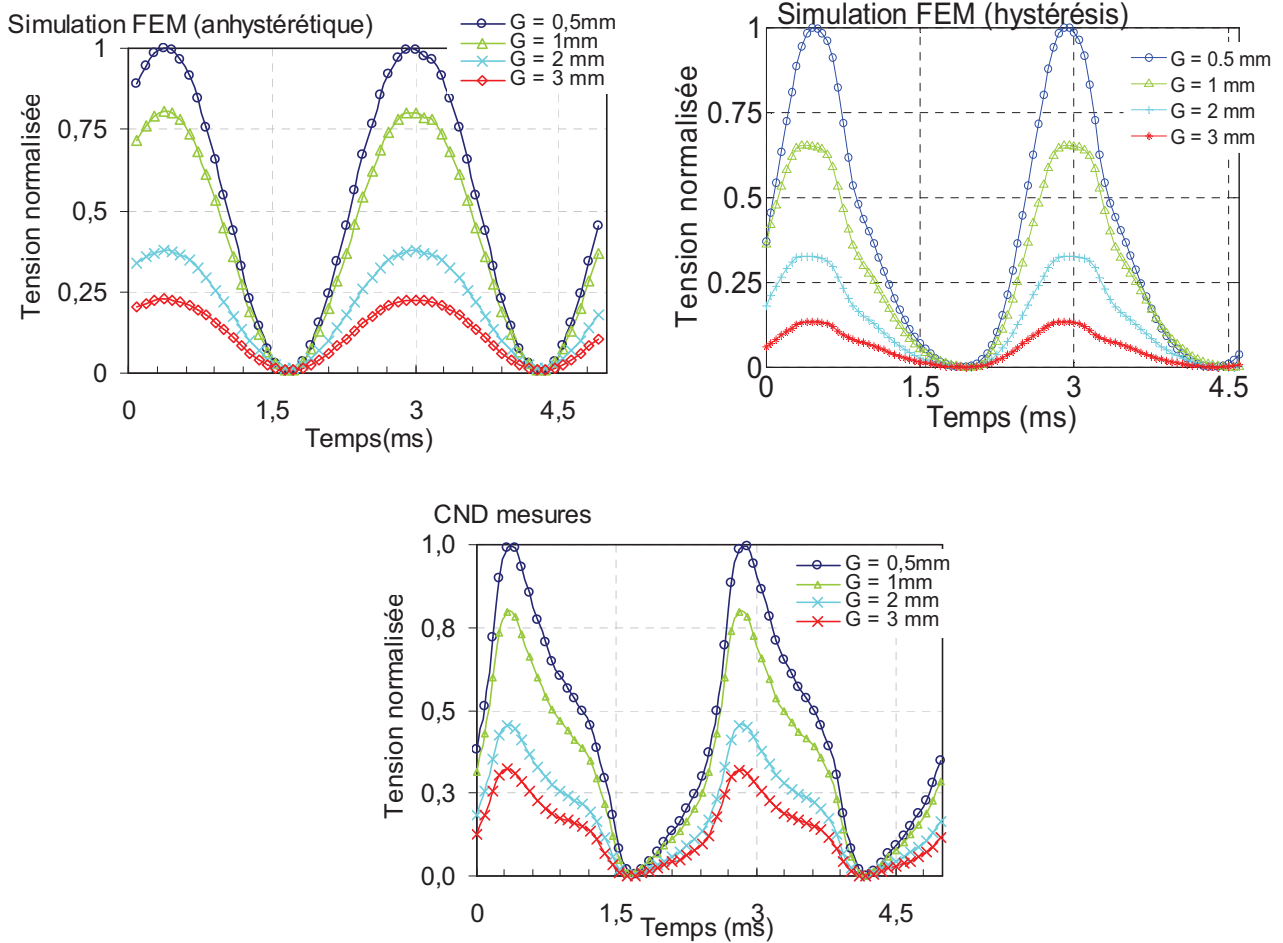 Simulation FEM (anhystérétique)
G = 0,5mm
G = 1mm
G = 2 mm
G = 3 mm
Tension normalisée
1
0,75
0,5
0,25
0
0
1,5
3
4,5
Temps(ms)
Simulation FEM (hystérésis)
G = 0.5 mm
G = 1 mm
G = 2 mm
G = 3 mm
Tension normalisée
1
0.75
0.5
0.25
0
0
1.5
3
4.5
Temps (ms)
CND mesures
G = 0,5mm
G = 1mm
G = 2 mm
G = 3 mm
Tension normalisée
1,0
0,8
0,5
0,3
0,0
0
1,5
3
4,5
Temps (ms)